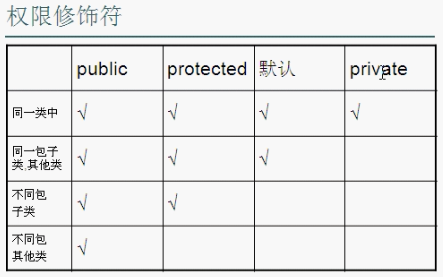 权限修饰符
public protected 默认 private
同一类中 √ √ √ √
同一包子
类,其他类 √ √ √
不同包
子类 √ √
不同包
其他类 √